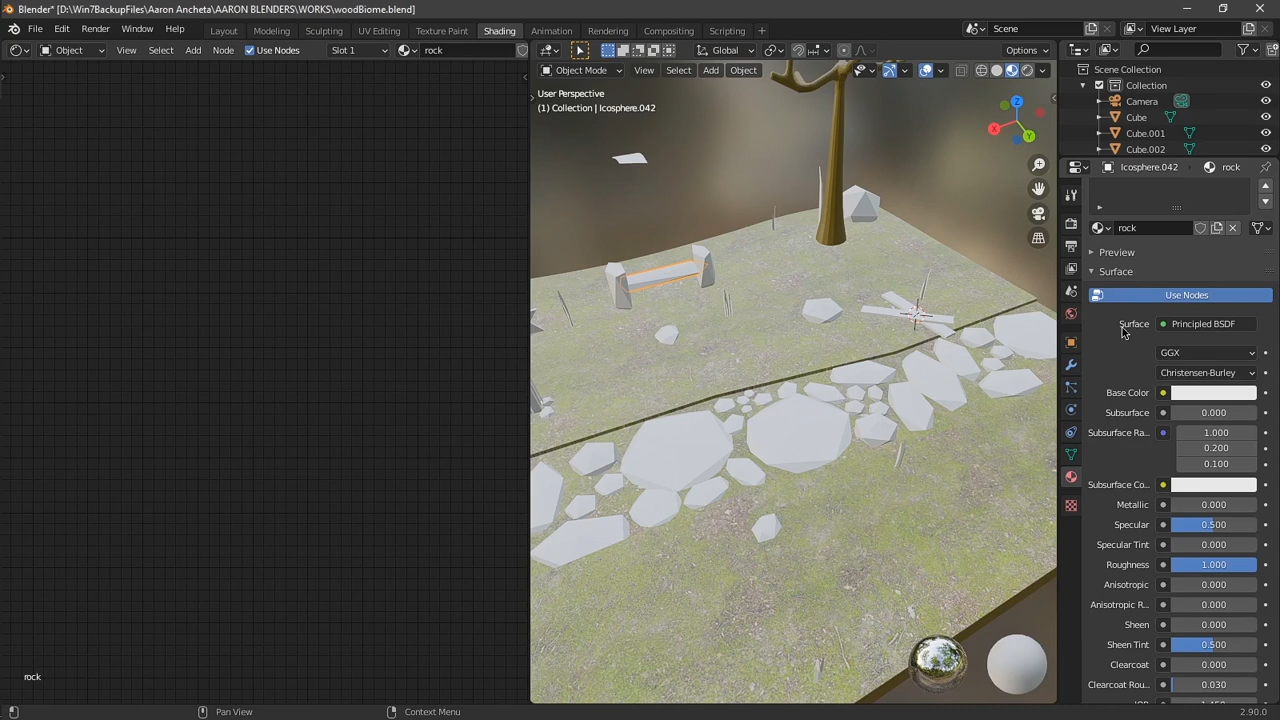 Blender* [D:\Win7BackupFiles\Aaron Ancheta\AARON BLENDERS\WORKS\woodBiome.blend]
File Edit Render Window Help Layout Modeling Sculpting UV Editing Texture Paint Shading Animation Rendering Compositing Scripting + Scene View Layer
Object View Select Add Node Use Nodes Slot 1 rock Global Options
Object Mode View Select Add Object Scene Collection
User Perspective
(1) Collection | Icosphere.042
Collection
Camera
Cube
Cube.001
Cube.002
Z
X
Y
Icosphere.042 rock
rock
Preview
Surface
Use Nodes
Surface Principled BSDF
GGX
Christensen-Burley
Base Color
Subsurface 0.000
Subsurface Ra... 1.000
0.200
0.100
Subsurface Co...
Metallic 0.000
Specular 0.500
Specular Tint 0.000
Roughness 1.000
Anisotropic 0.000
Anisotropic R... 0.000
Sheen 0.000
Sheen Tint 0.500
Clearcoat 0.000
Clearcoat Rou... 0.030
rock
Pan View Context Menu 2.90.0